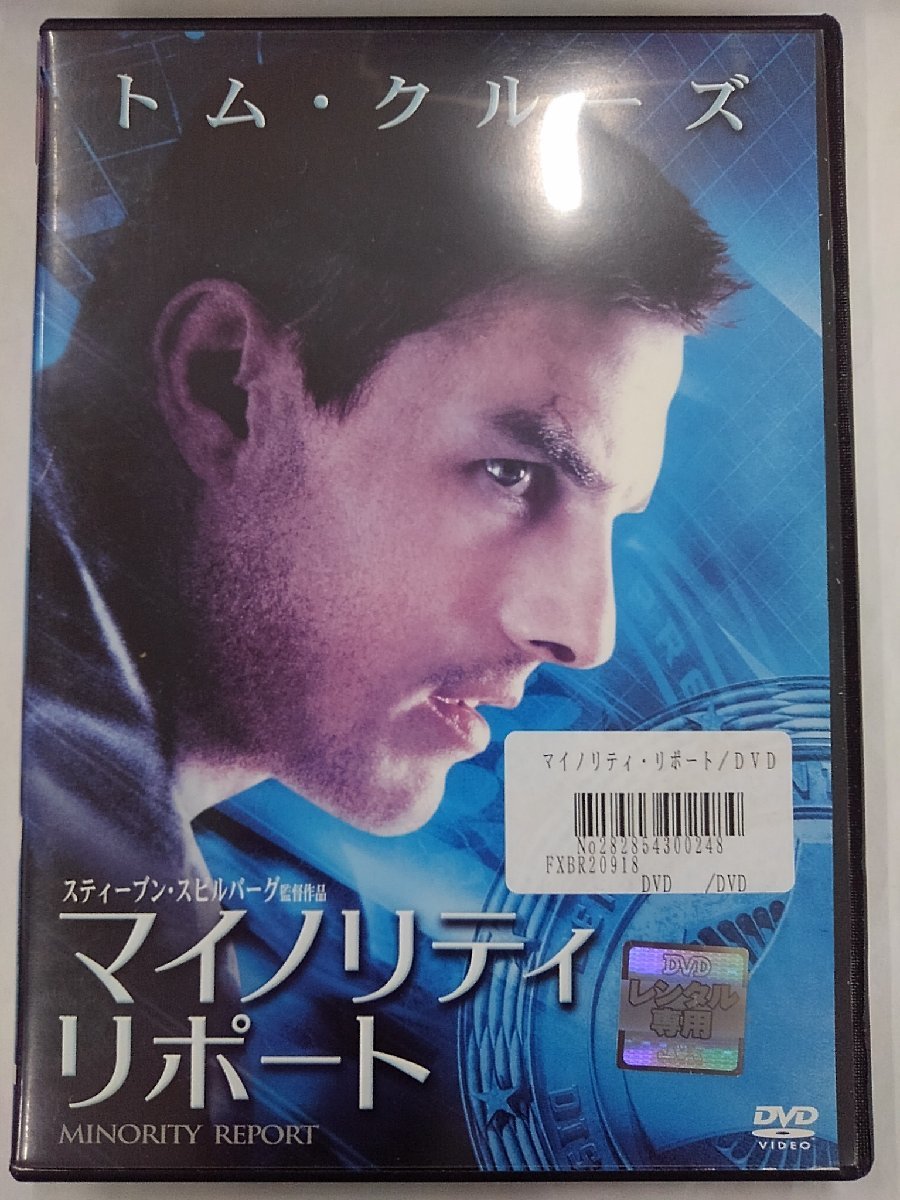 トム・クルーズ
マイノリティ・リポート/DVD
No282854300248
FXBR20918
DVD /DVD
スティーブン・スピルバーグ監督作品
マイノリティ
リポート
MINORITY REPORT
DVD
レンタル
専用
DVD
VIDEO